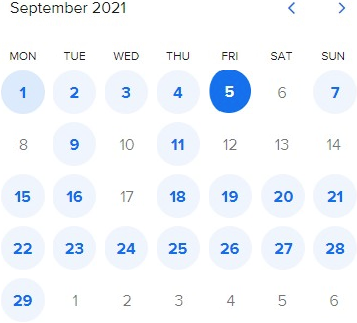 September 2021
MON TUE WED THU FRI SAT SUN
1 2 3 4 5 6 7
8 9 10 11 12 13 14
15 16 17 18 19 20 21
22 23 24 25 26 27 28
29 1 2 3 4 5 6